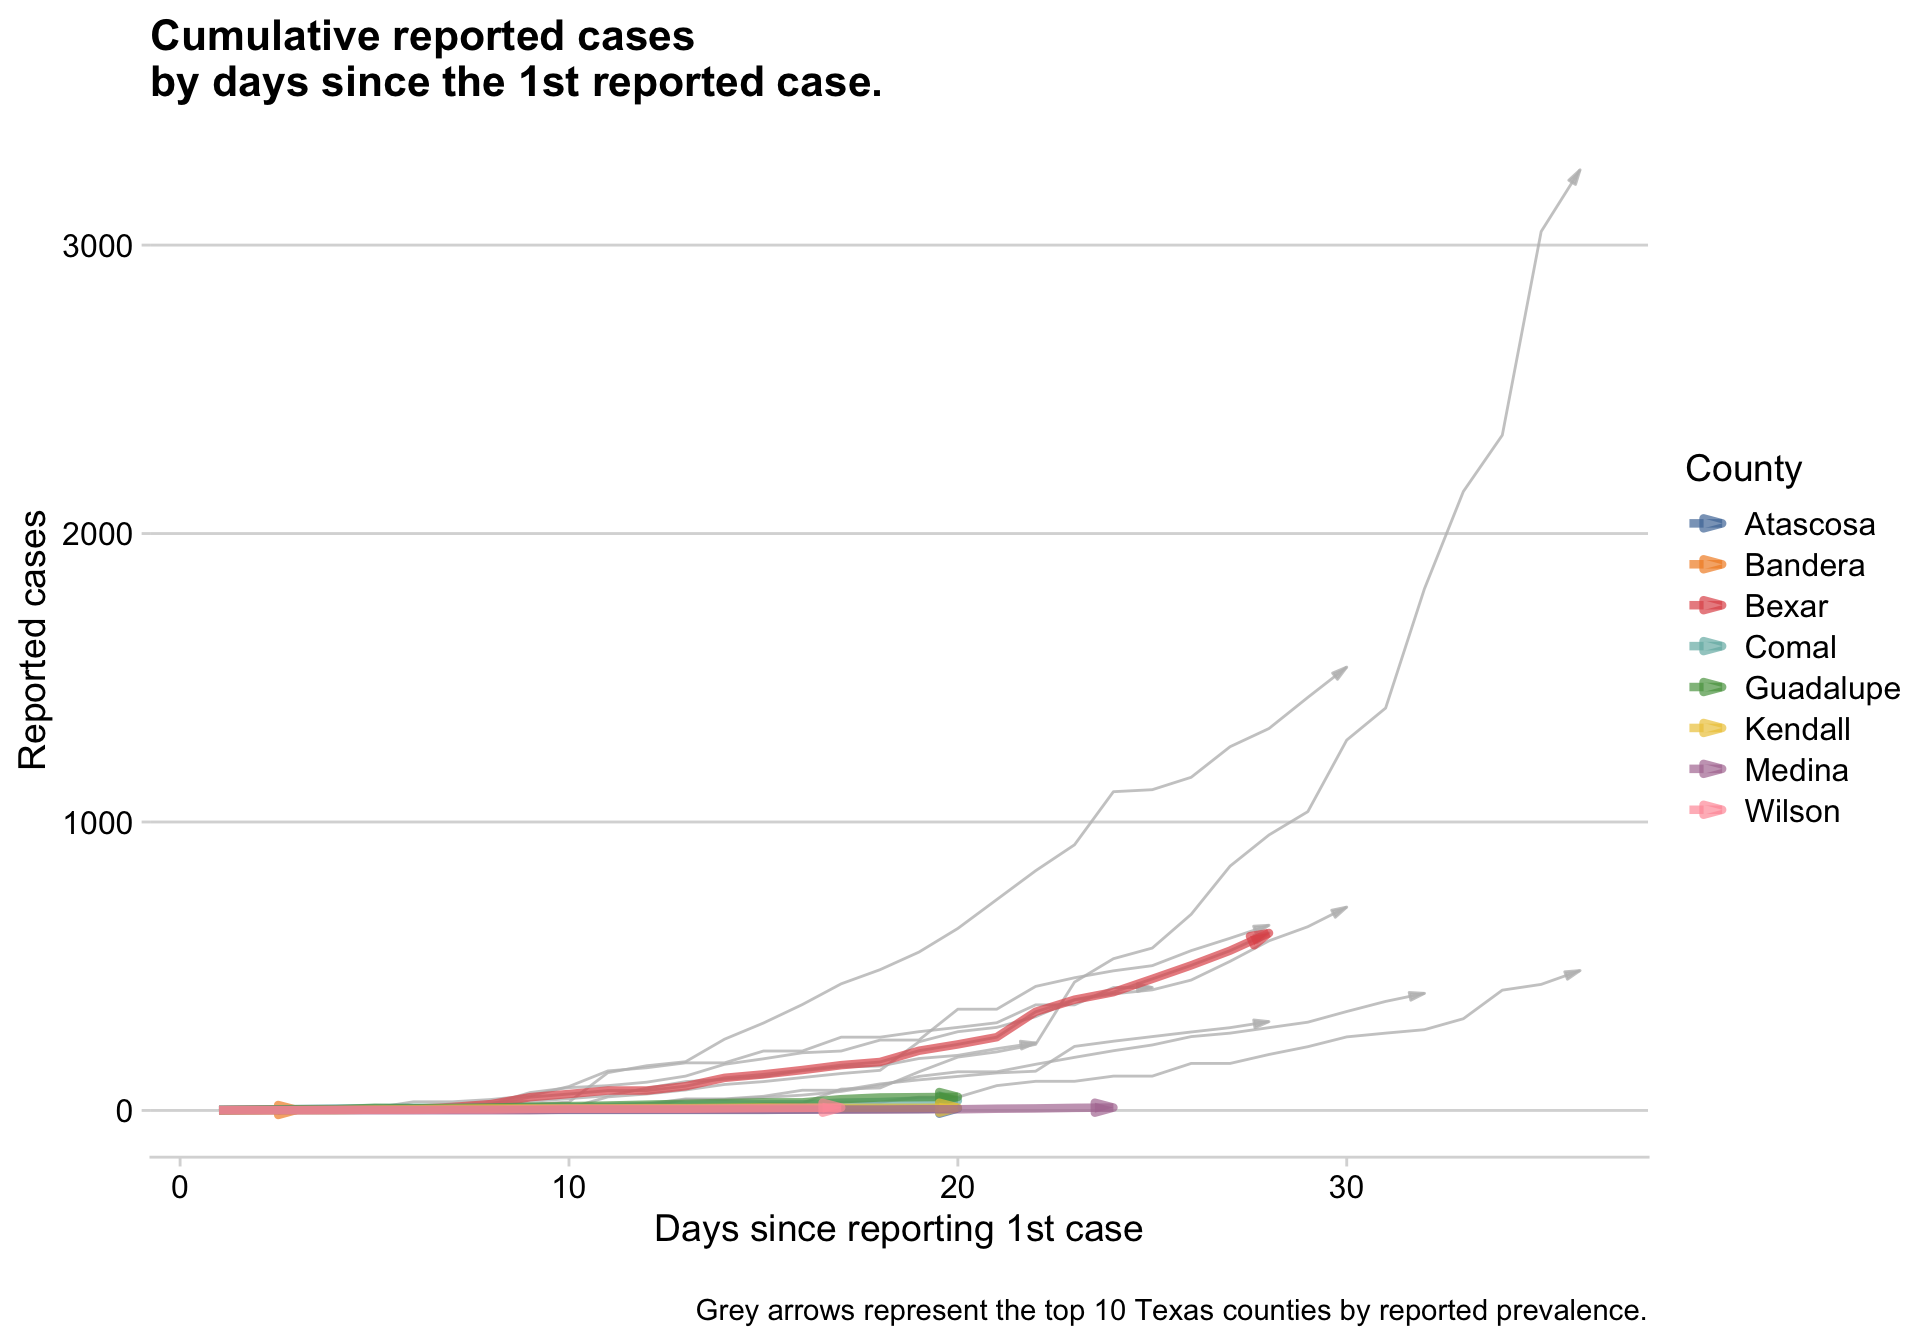 Cumulative reported cases
by days since the 1st reported case.
3000
2000
1000
0
Reported cases
0 10 20 30
Days since reporting 1st case
County
Atascosa
Bandera
Bexar
Comal
Guadalupe
Kendall
Medina
Wilson
Grey arrows represent the top 10 Texas counties by reported prevalence.